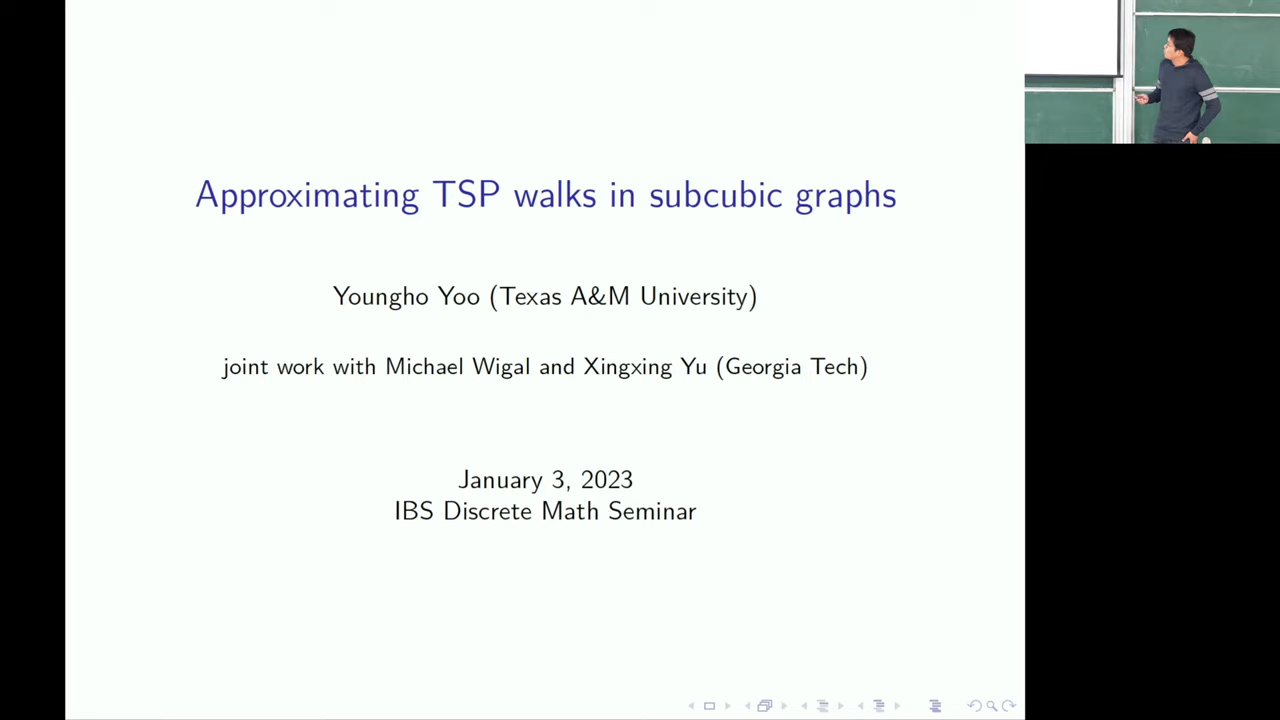 Approximating TSP walks in subcubic graphs
Youngho Yoo (Texas A&M University)
joint work with Michael Wigal and Xingxing Yu (Georgia Tech)
January 3, 2023
IBS Discrete Math Seminar